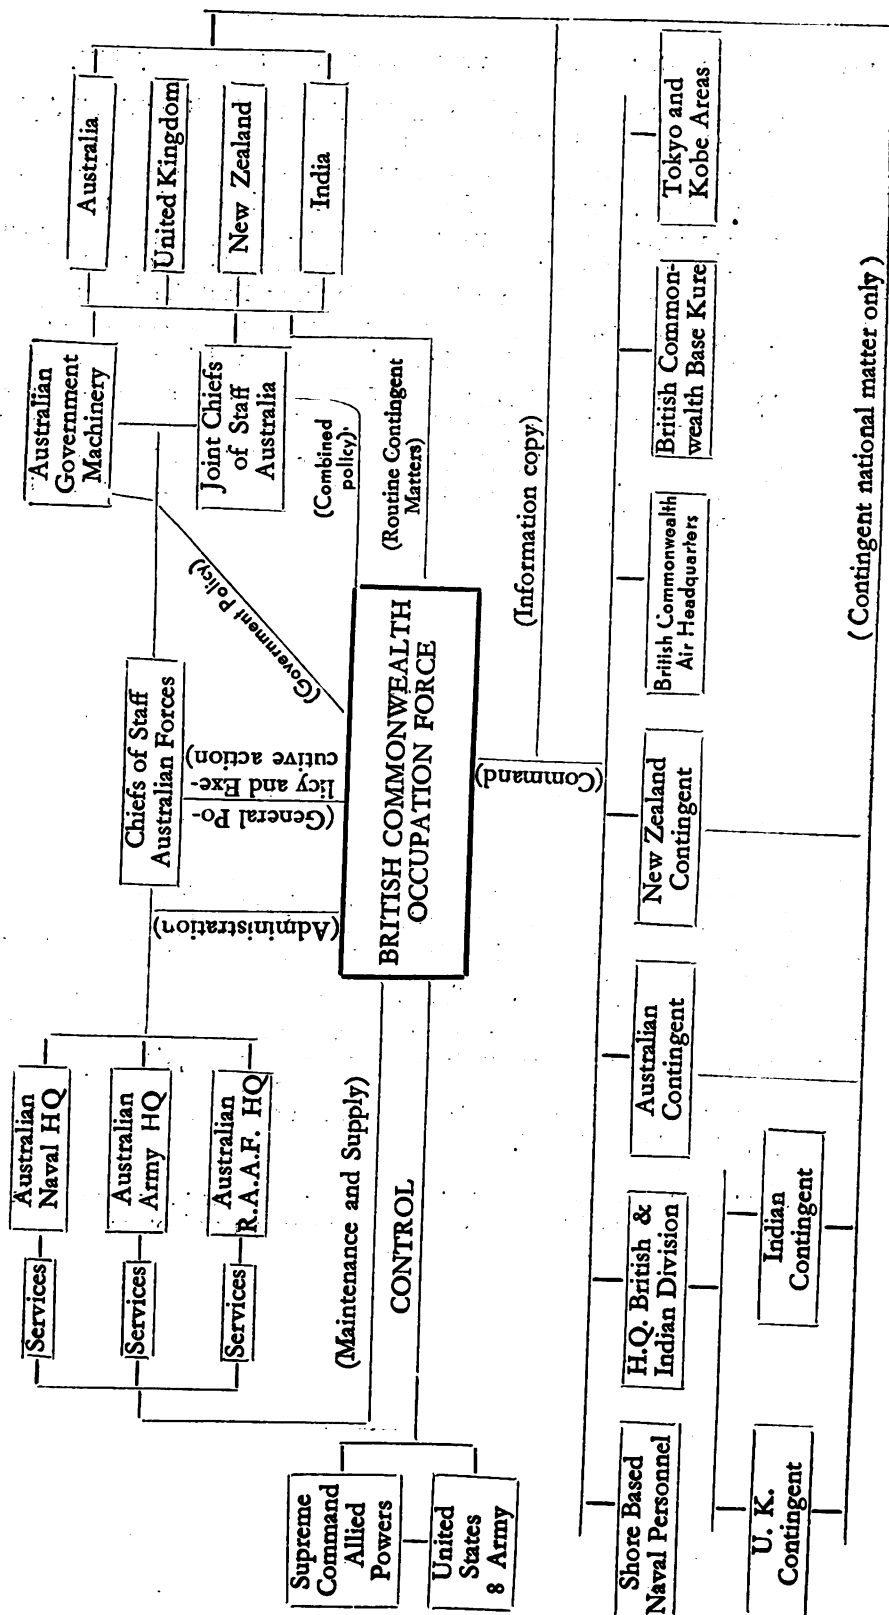 Australian
Naval HQ
Australian
Army HQ
Australian
R.A.A.F. HQ
Services
Services
Services
Chiefs of Staff
Australian Forces
Australian
Government
Machinery
Joint Chiefs
of Staff
Australia
Australia
United Kingdom
New Zealand
India
(Administration)
(General Po-
licy and Exe-
cutive action)
(Government Policy)
(Combined
policy)
(Routine Contingent
Matters)
(Maintenance and Supply)
CONTROL
Supreme
Command
Allied
Powers
United
States
8 Army
BRITISH COMMONWEALTH
OCCUPATION FORCE
(Command)
(Information copy)
Shore Based
Naval Personnel
H.Q. British &
Indian Division
Australian
Contingent
New Zealand
Contingent
British Commonwealth
Air Headquarters
British Common-
wealth Base Kure
Tokyo and
Kobe Areas
U. K.
Contingent
Indian
Contingent
(Contingent national matter only)